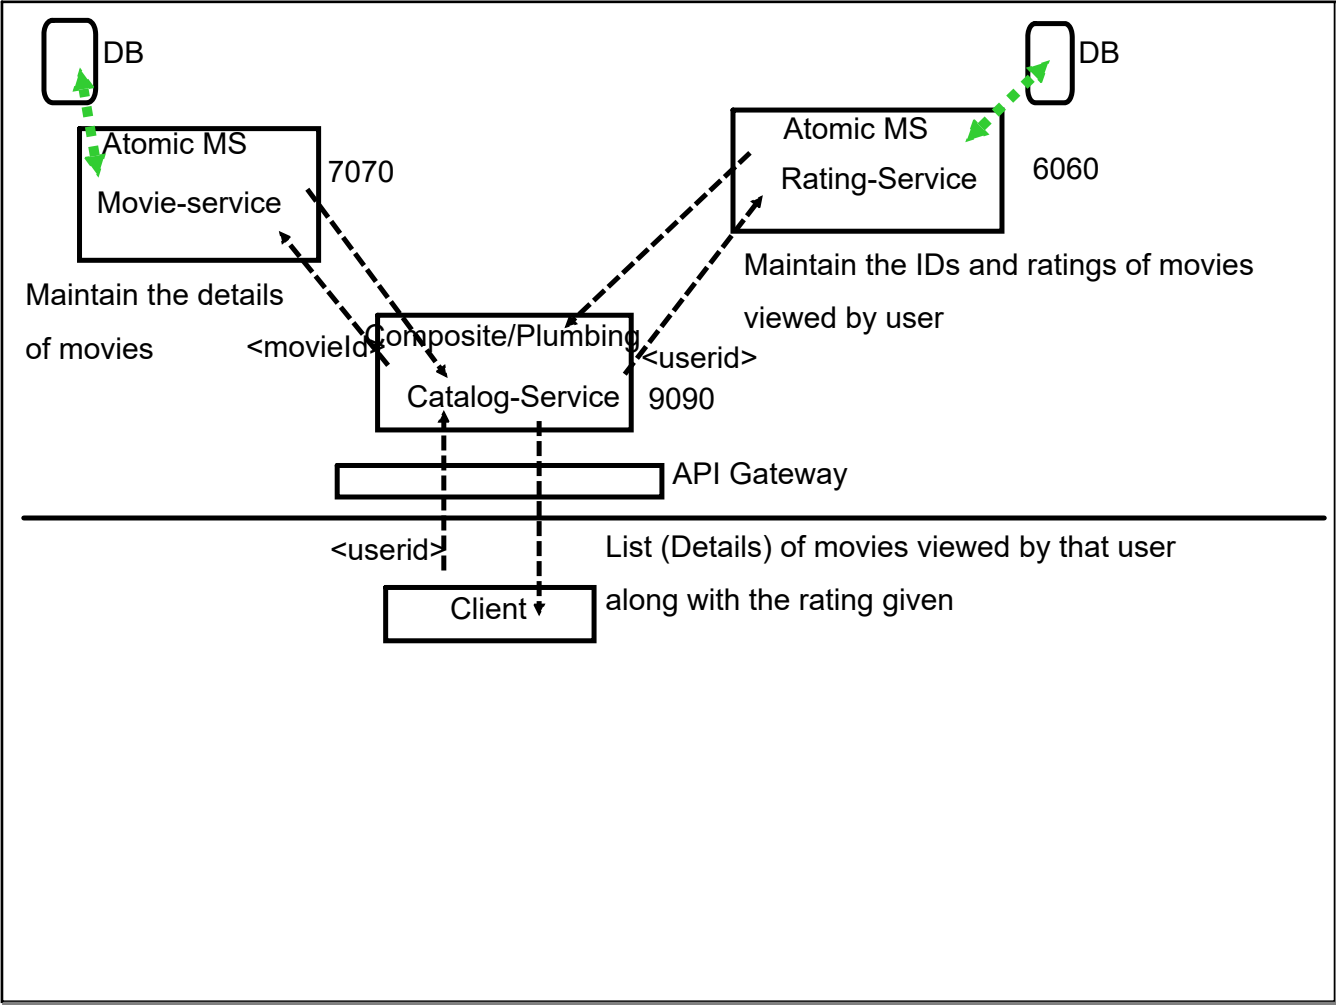 DB
DB
Atomic MS
Movie-service
7070
Atomic MS
Rating-Service
6060
Maintain the details
of movies
Maintain the IDs and ratings of movies
viewed by user
<movieId>
Composite/Plumbing
Catalog-Service
<userid>
9090
API Gateway
<userid>
List (Details) of movies viewed by that user
along with the rating given
Client